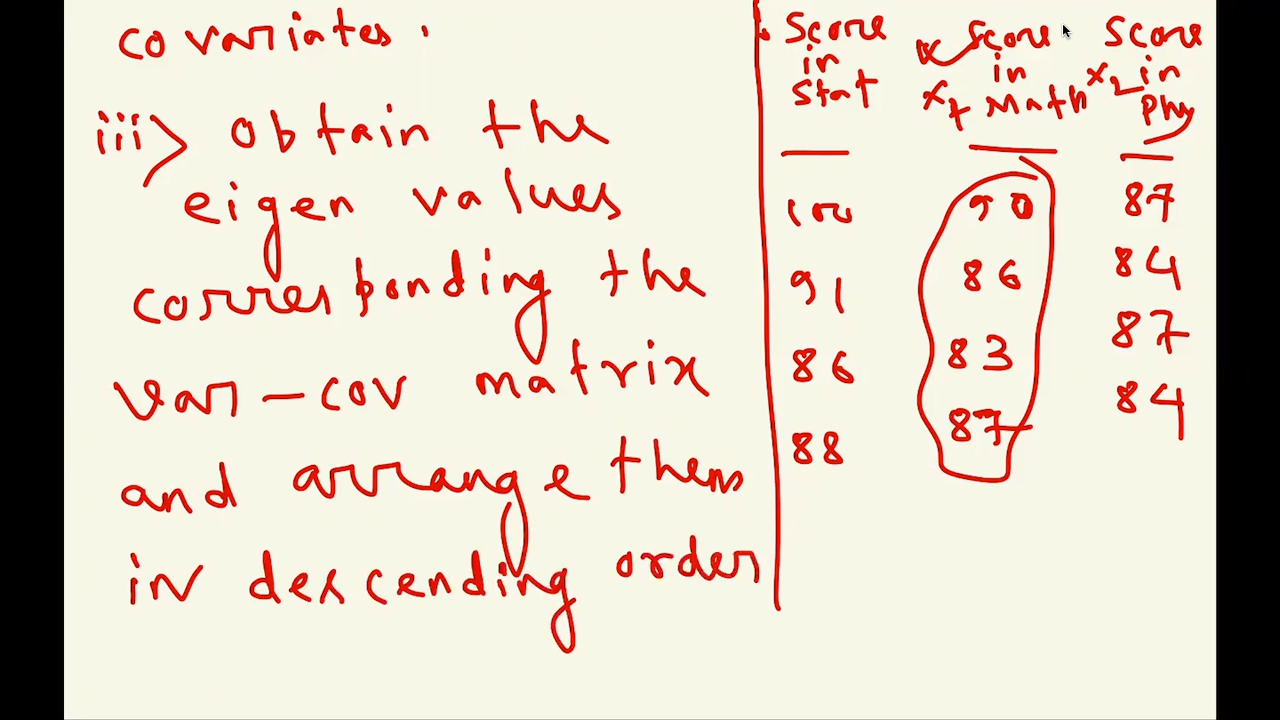 covariates.
iii> Obtain the
eigen values
corresponding the
var-cov matrix
and arrange them
in descending order
Score in Stat
Score in x₁ Math
Score x₂ in Phy
100 90 87
91 86 84
86 83 87
88 87 84